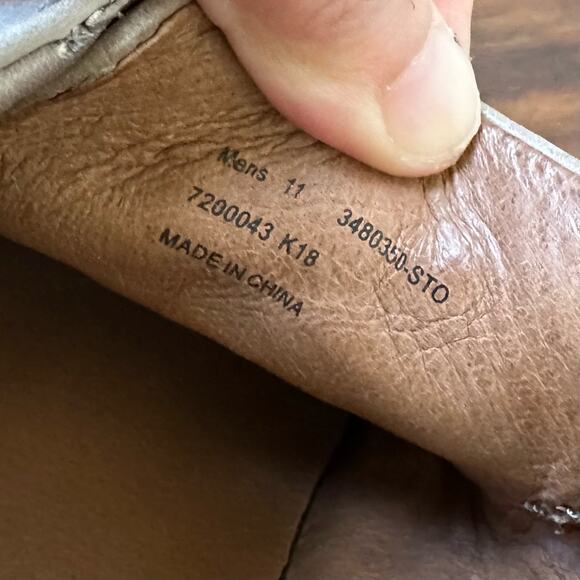 Mens 11 3480350-STO
7200043 K18
MADE IN CHINA